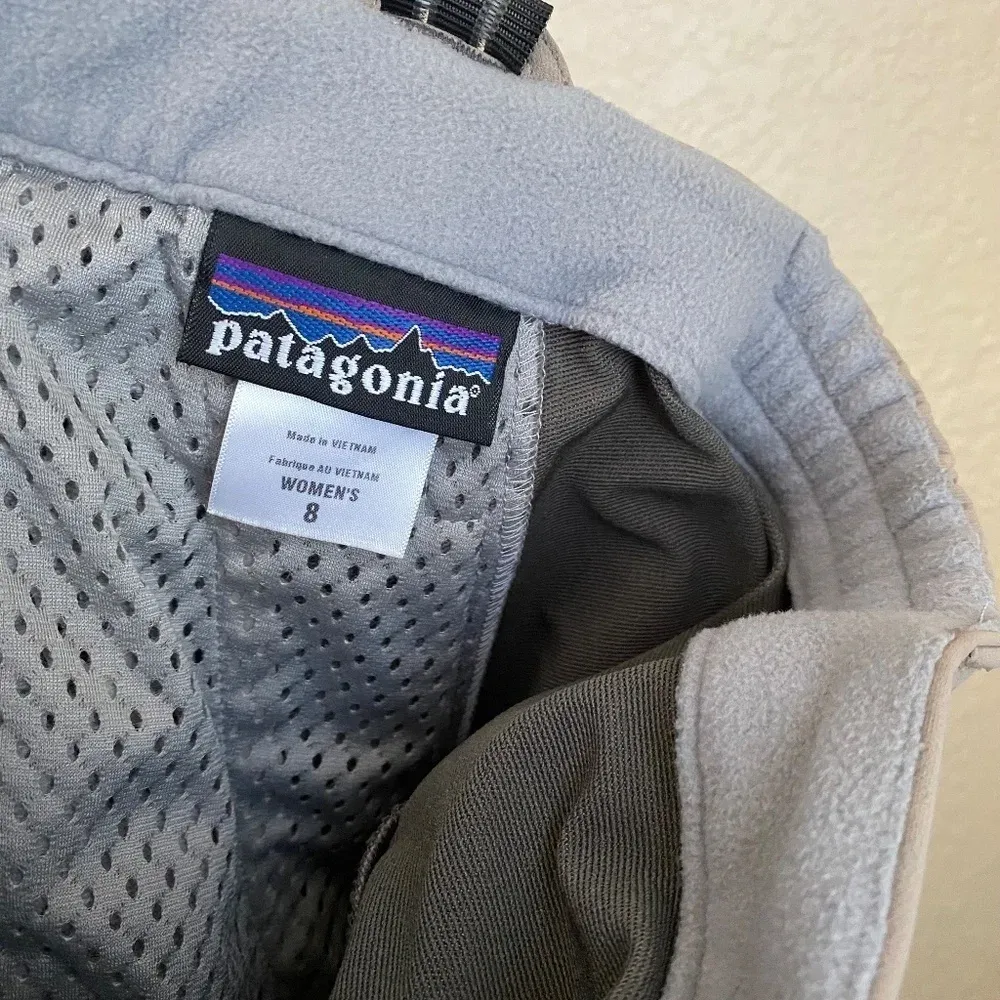 patagonia®
Made in VIETNAM
Fabrique AU VIETNAM
WOMEN'S
8